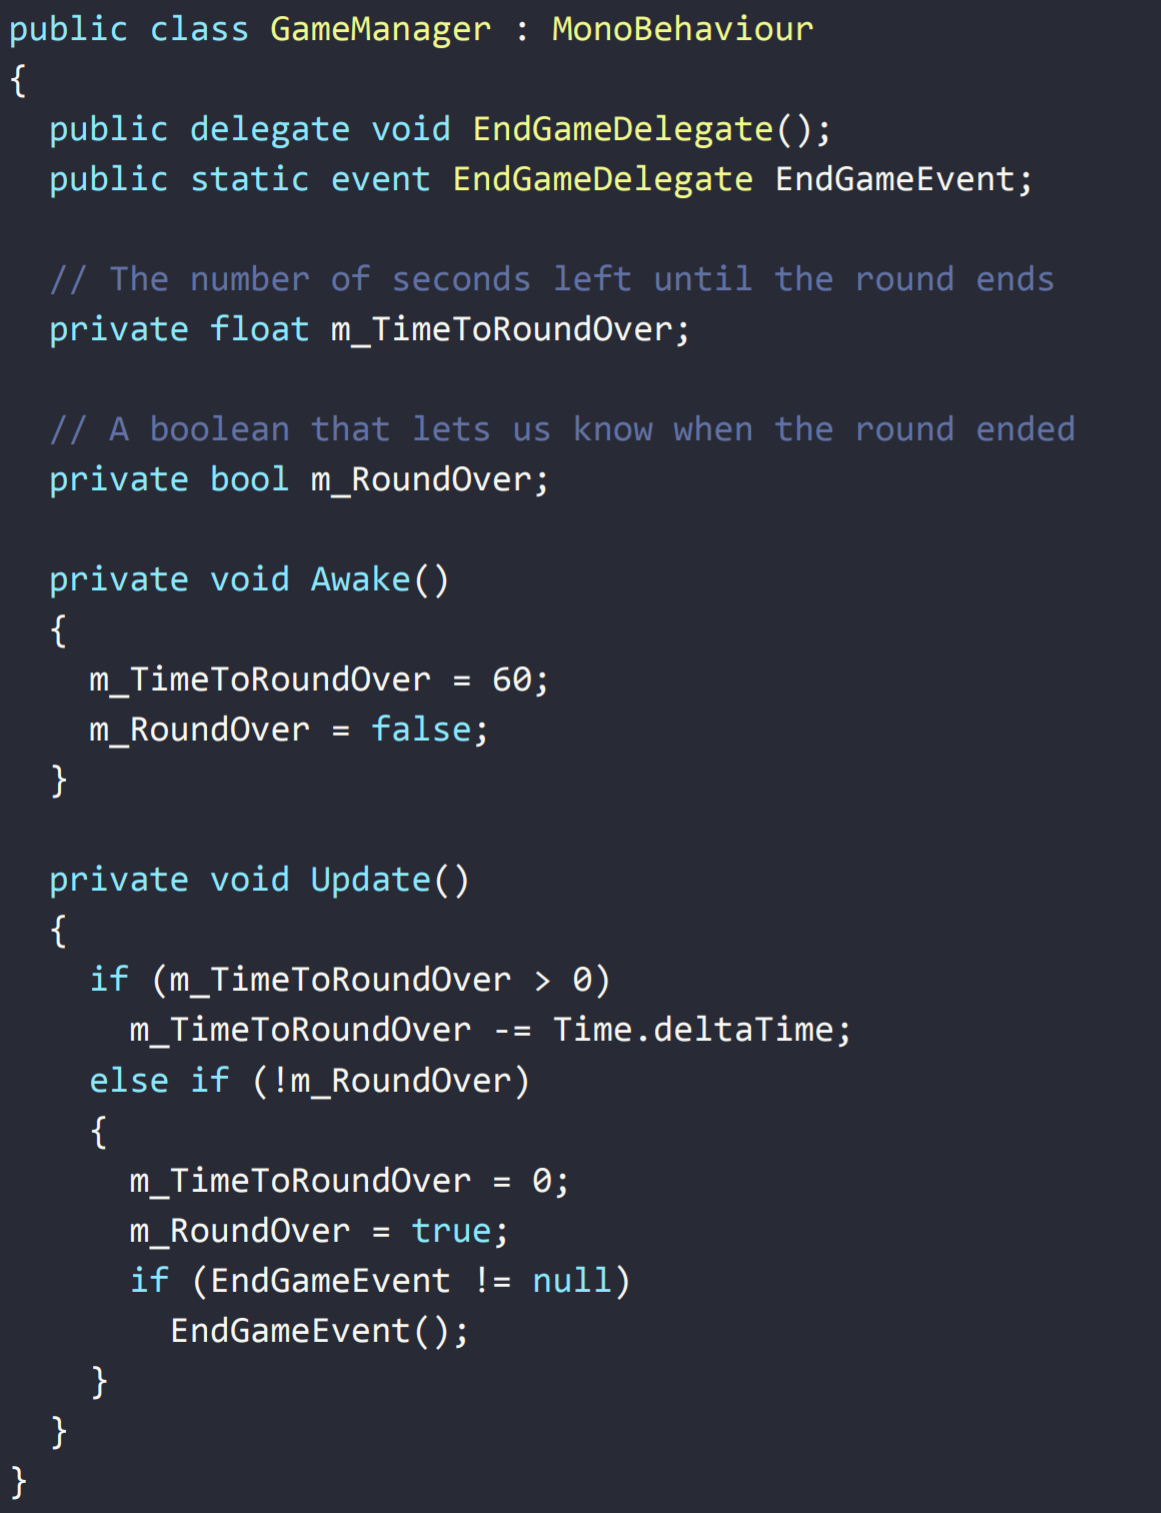 public class GameManager : MonoBehaviour
{
  public delegate void EndGameDelegate();
  public static event EndGameDelegate EndGameEvent;

  // The number of seconds left until the round ends
  private float m_TimeToRoundOver;

  // A boolean that lets us know when the round ended
  private bool m_RoundOver;

  private void Awake()
  {
    m_TimeToRoundOver = 60;
    m_RoundOver = false;
  }

  private void Update()
  {
    if (m_TimeToRoundOver > 0)
      m_TimeToRoundOver -= Time.deltaTime;
    else if (!m_RoundOver)
    {
      m_TimeToRoundOver = 0;
      m_RoundOver = true;
      if (EndGameEvent != null)
        EndGameEvent();
    }
  }
}